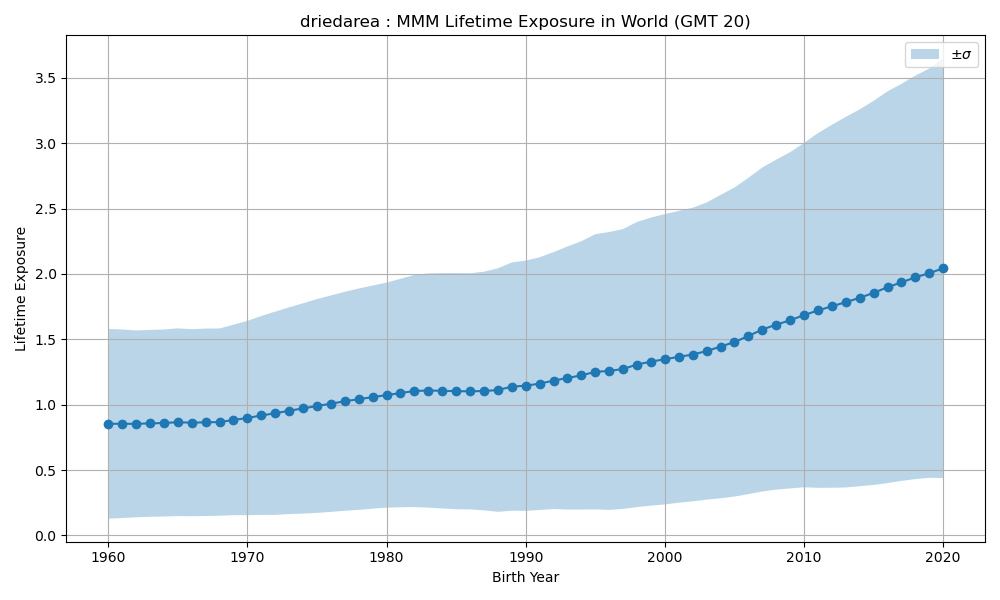 driedarea : MMM Lifetime Exposure in World (GMT 20)
±σ
3.5
3.0
2.5
2.0
1.5
1.0
0.5
0.0
Lifetime Exposure
1960 1970 1980 1990 2000 2010 2020
Birth Year